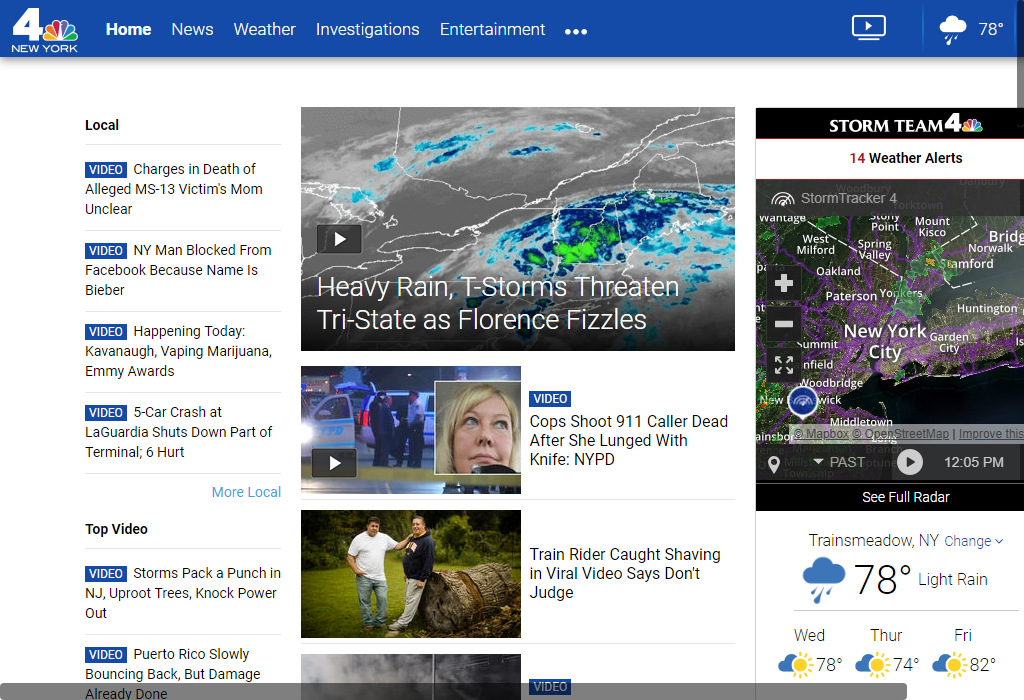 4
NEW YORK
Home
News
Weather
Investigations
Entertainment
78°
Local
VIDEO Charges in Death of
Alleged MS-13 Victim's Mom
Unclear
VIDEO NY Man Blocked From
Facebook Because Name Is
Bieber
VIDEO Happening Today:
Kavanaugh, Vaping Marijuana,
Emmy Awards
VIDEO 5-Car Crash at
LaGuardia Shuts Down Part of
Terminal; 6 Hurt
More Local
Top Video
VIDEO Storms Pack a Punch in
NJ, Uproot Trees, Knock Power
Out
VIDEO Puerto Rico Slowly
Bouncing Back, But Damage
Already Done
Heavy Rain, T-Storms Threaten
Tri-State as Florence Fizzles
VIDEO
Cops Shoot 911 Caller Dead
After She Lunged With
Knife: NYPD
Train Rider Caught Shaving
in Viral Video Says Don't
Judge
VIDEO
STORM TEAM 4
14 Weather Alerts
StormTracker 4
Woodbury
Danbury
Yorktown
Wantage
Stony
Point
Mount
Kisco
Bridg
West
Milford
Spring
Valley
Norwalk
Stamford
Oakland
Paterson
Yonkers
Huntington
New York
City
Garden
City
Is
Summit
nfield
Woodbridge
New wick
Middletown
ainsbor
© Mapbox © OpenStreetMap | Improve this
PAST
12:05 PM
Township
See Full Radar
Trainsmeadow, NY Change
78° Light Rain
Wed
Thur
Fri
78°
74°
82°